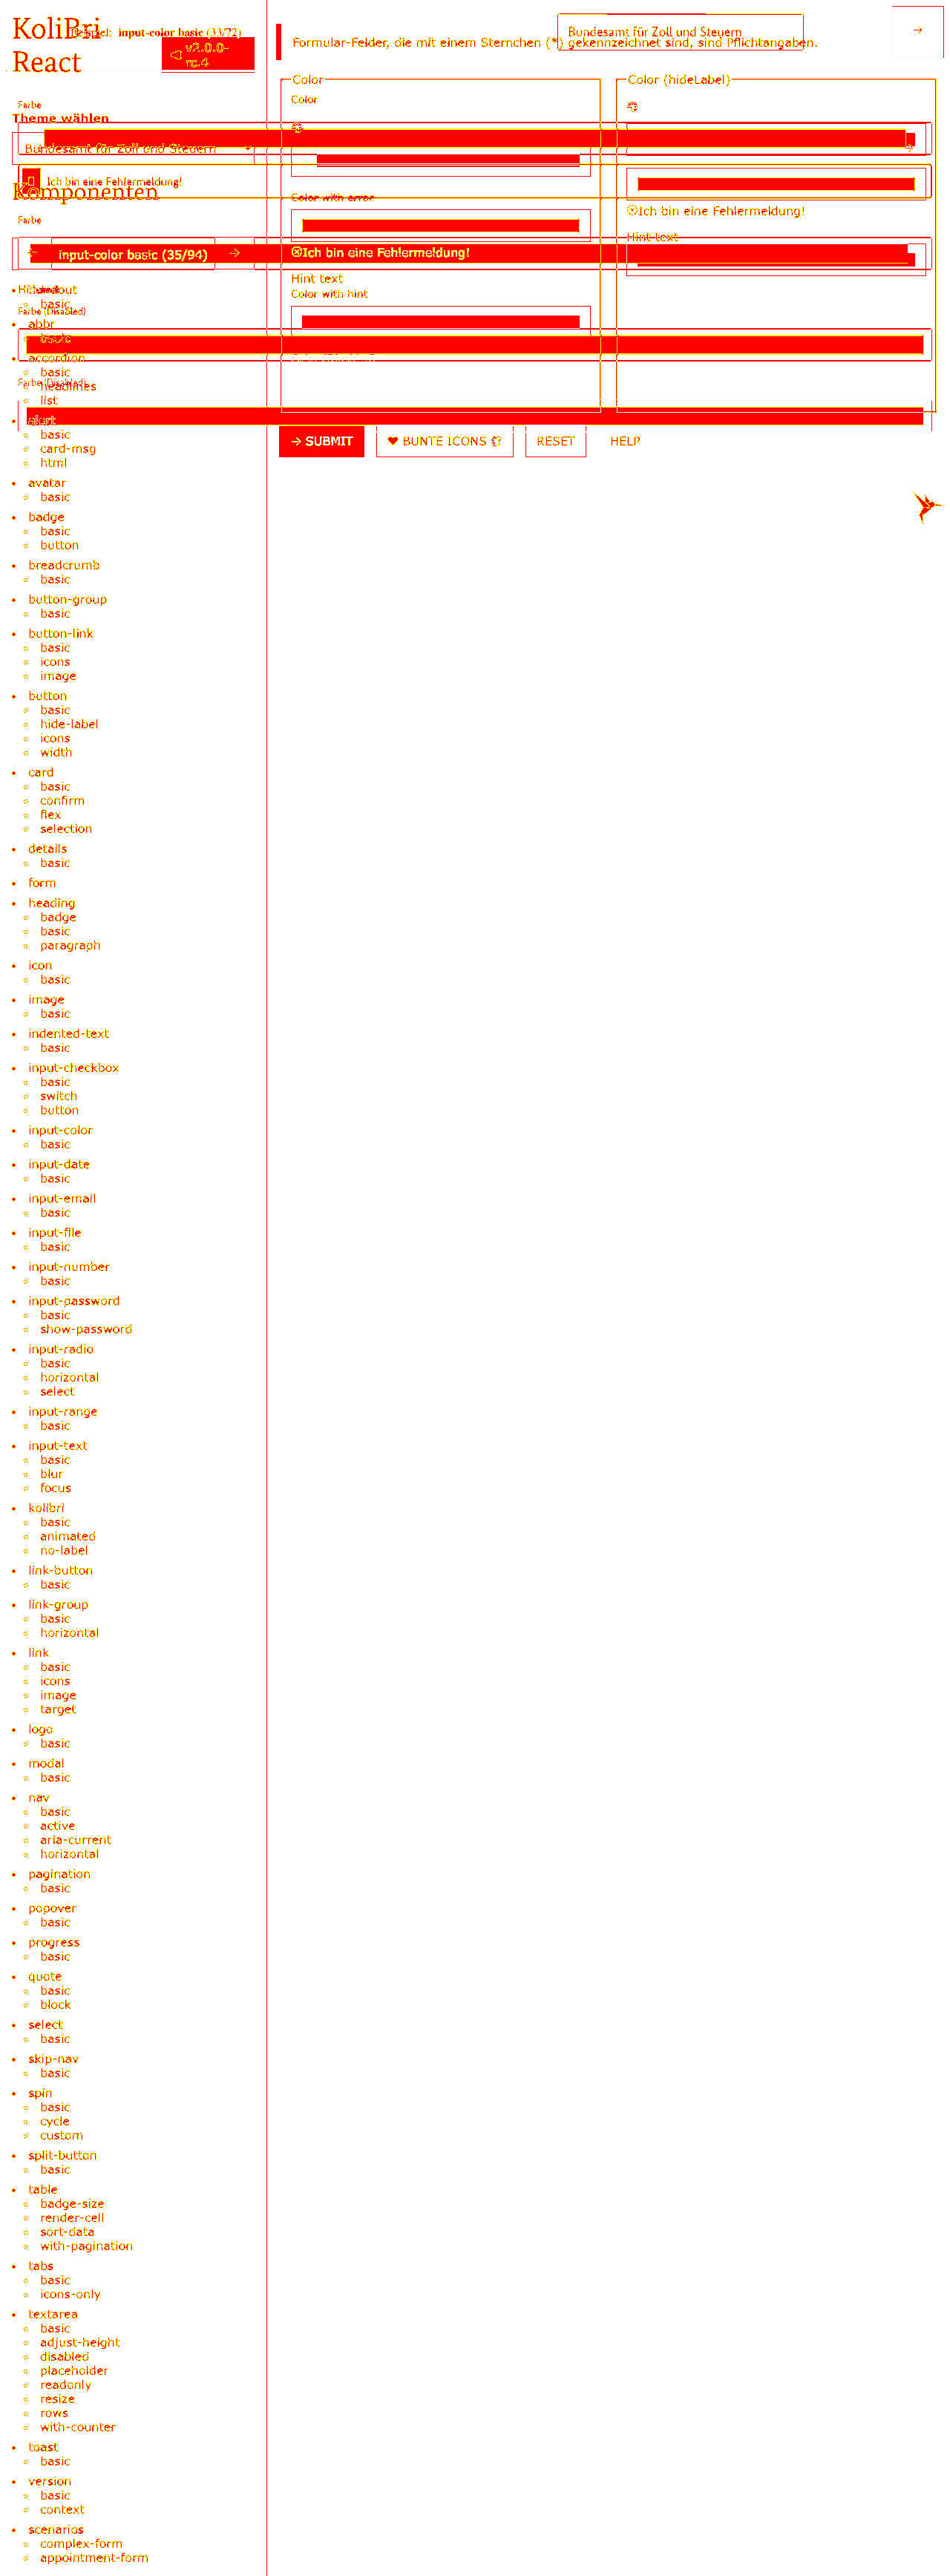 KoliBri
React
input-color basic (33/72)
v2.0.0-
rc.4
Bundesamt für Zoll und Steuern
Formular-Felder, die mit einem Sternchen (*) gekennzeichnet sind, sind Pflichtangaben.
Farbe
Theme wählen
Bundesamt für Zoll und Steuern
Ich bin eine Fehlermeldung!
Komponenten
Farbe
input-color basic (35/94)
Color
Color
Color with error
Ich bin eine Fehlermeldung!
Hint text
Color with hint
Color (hideLabel)
Ich bin eine Fehlermeldung!
Hint text
→ SUBMIT
BUNTE ICONS
RESET
HELP
handout
basic
Farbe (Disabled)
abbr
basic
accordion
basic
Farbe (Disabled)
headlines
list
alert
basic
card-msg
html
avatar
basic
badge
basic
button
breadcrumb
basic
button-group
basic
button-link
basic
icons
image
button
basic
hide-label
icons
width
card
basic
confirm
flex
selection
details
basic
form
heading
badge
basic
paragraph
icon
basic
image
basic
indented-text
basic
input-checkbox
basic
switch
button
input-color
basic
input-date
basic
input-email
basic
input-file
basic
input-number
basic
input-password
basic
show-password
input-radio
basic
horizontal
select
input-range
basic
input-text
basic
blur
focus
kolibri
basic
animated
no-label
link-button
basic
link-group
basic
horizontal
link
basic
icons
image
target
logo
basic
modal
basic
nav
basic
active
aria-current
horizontal
pagination
basic
popover
basic
progress
basic
quote
basic
block
select
basic
skip-nav
basic
spin
basic
cycle
custom
split-button
basic
table
badge-size
render-cell
sort-data
with-pagination
tabs
basic
icons-only
textarea
basic
adjust-height
disabled
placeholder
readonly
resize
rows
with-counter
toast
basic
version
basic
context
scenarios
complex-form
appointment-form